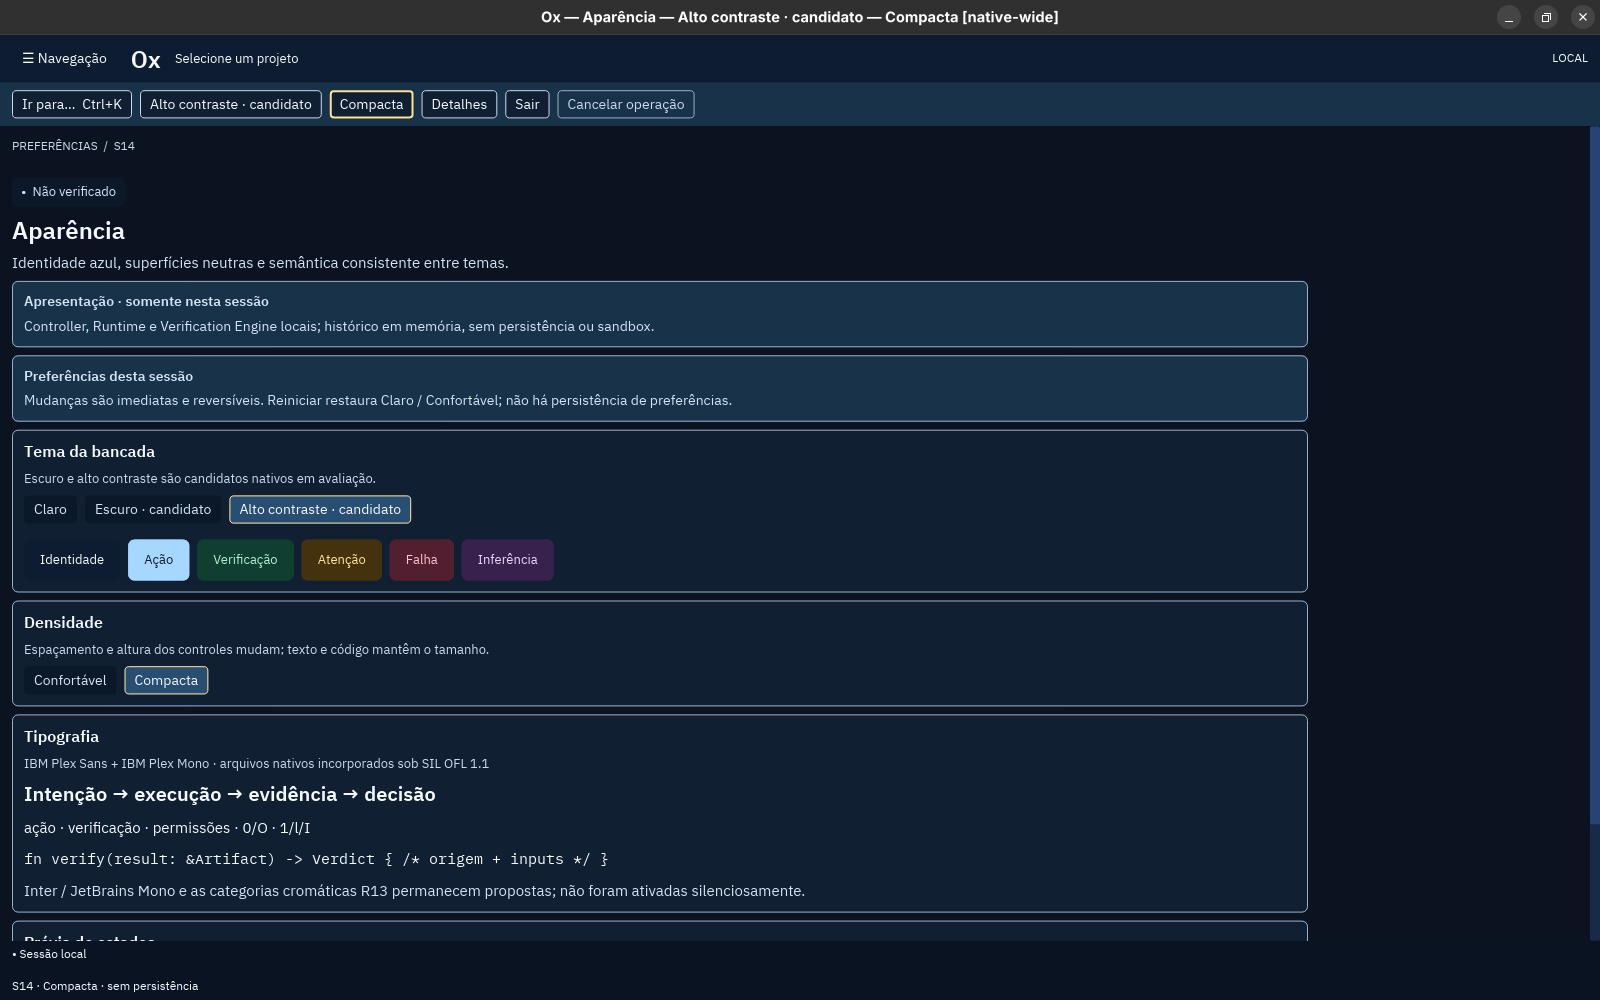 Ox — Aparência — Alto contraste · candidato — Compacta [native-wide]
☰ Navegação Ox Selecione um projeto LOCAL
Ir para... Ctrl+K Alto contraste · candidato Compacta Detalhes Sair Cancelar operação
PREFERÊNCIAS / S14
• Não verificado
Aparência
Identidade azul, superfícies neutras e semântica consistente entre temas.
Apresentação · somente nesta sessão
Controller, Runtime e Verification Engine locais; histórico em memória, sem persistência ou sandbox.
Preferências desta sessão
Mudanças são imediatas e reversíveis. Reiniciar restaura Claro / Confortável; não há persistência de preferências.
Tema da bancada
Escuro e alto contraste são candidatos nativos em avaliação.
Claro Escuro · candidato Alto contraste · candidato
Identidade Ação Verificação Atenção Falha Inferência
Densidade
Espaçamento e altura dos controles mudam; texto e código mantêm o tamanho.
Confortável Compacta
Tipografia
IBM Plex Sans + IBM Plex Mono · arquivos nativos incorporados sob SIL OFL 1.1
Intenção → execução → evidência → decisão
ação · verificação · permissões · 0/O · 1/l/I
fn verify(result: &Artifact) -> Verdict { /* origem + inputs */ }
Inter / JetBrains Mono e as categorias cromáticas R13 permanecem propostas; não foram ativadas silenciosamente.
Prévia de estados
• Sessão local
S14 · Compacta · sem persistência